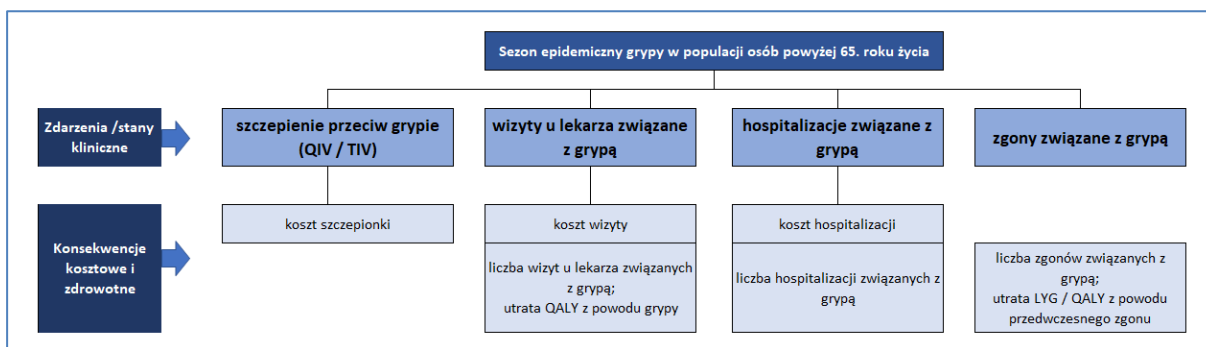 Sezon epidemiczny grypy w populacji osób powyżej 65. roku życia
Zdarzenia /stany
kliniczne
szczepienie przeciw grypie
(QIV / TIV)
wizyty u lekarza związane
z grypą
hospitalizacje związane z
grypą
zgony związane z grypą
Konsekwencje
kosztowe i
zdrowotne
koszt szczepionki
koszt wizyty
liczba wizyt u lekarza związanych
z grypą;
utrata QALY z powodu grypy
koszt hospitalizacji
liczba hospitalizacji związanych z
grypą
liczba zgonów związanych z
grypą;
utrata LYG / QALY z powodu
przedwczesnego zgonu